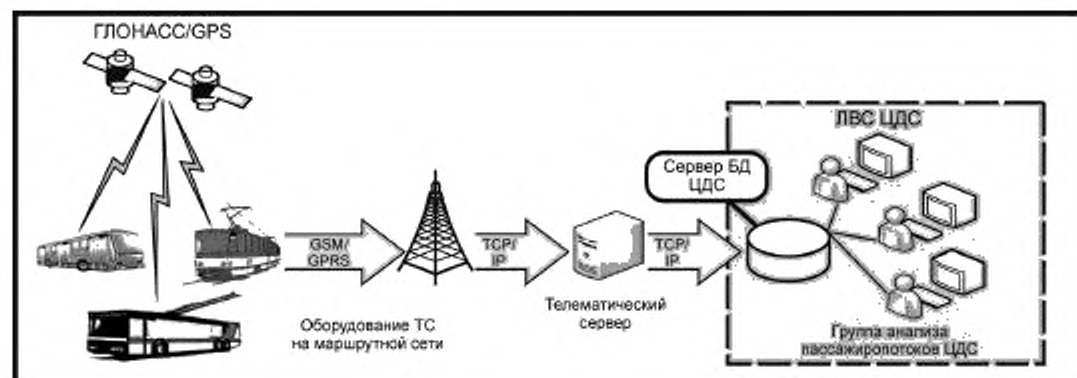 ГЛОНАСС/GPS
ЛВС ЦДС
Сервер БД
ЦДС
GSM/
GPRS
TCP/
IP
TCP/
IP
Телематический
сервер
Оборудование ТС
на маршрутной сети
Группа анализа
пассажиропотоков ЦДС